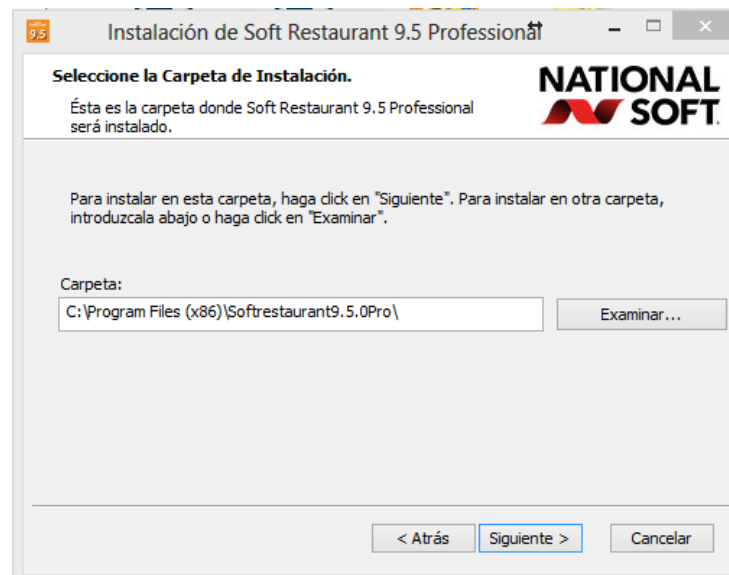 9.5
Instalación de Soft Restaurant 9.5 Professional
Seleccione la Carpeta de Instalación.
Ésta es la carpeta donde Soft Restaurant 9.5 Professional
será instalado.
NATIONAL
SOFT.
Para instalar en esta carpeta, haga click en "Siguiente". Para instalar en otra carpeta,
introduzcala abajo o haga click en "Examinar".
Carpeta:
C:\Program Files (x86)\Softrestaurant9.5.0Pro\
Examinar...
< Atrás
Siguiente >
Cancelar